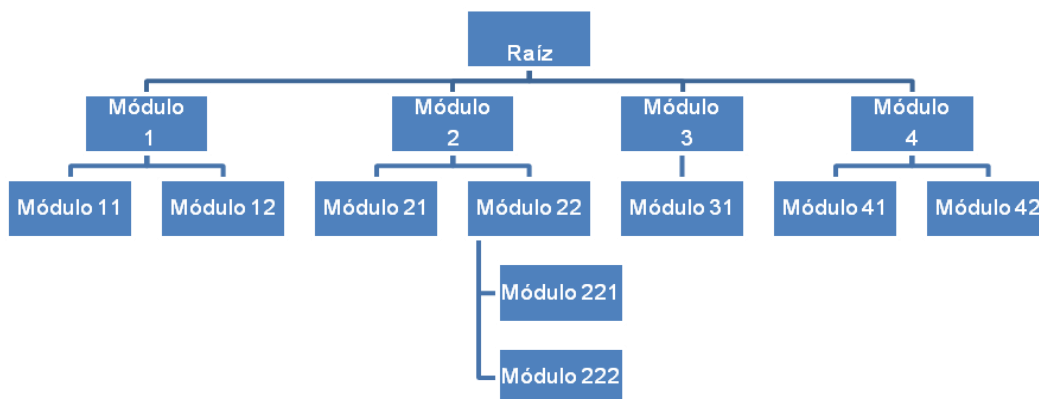 Raíz
Módulo
1
Módulo
2
Módulo
3
Módulo
4
Módulo 11
Módulo 12
Módulo 21
Módulo 22
Módulo 31
Módulo 41
Módulo 42
Módulo 221
Módulo 222